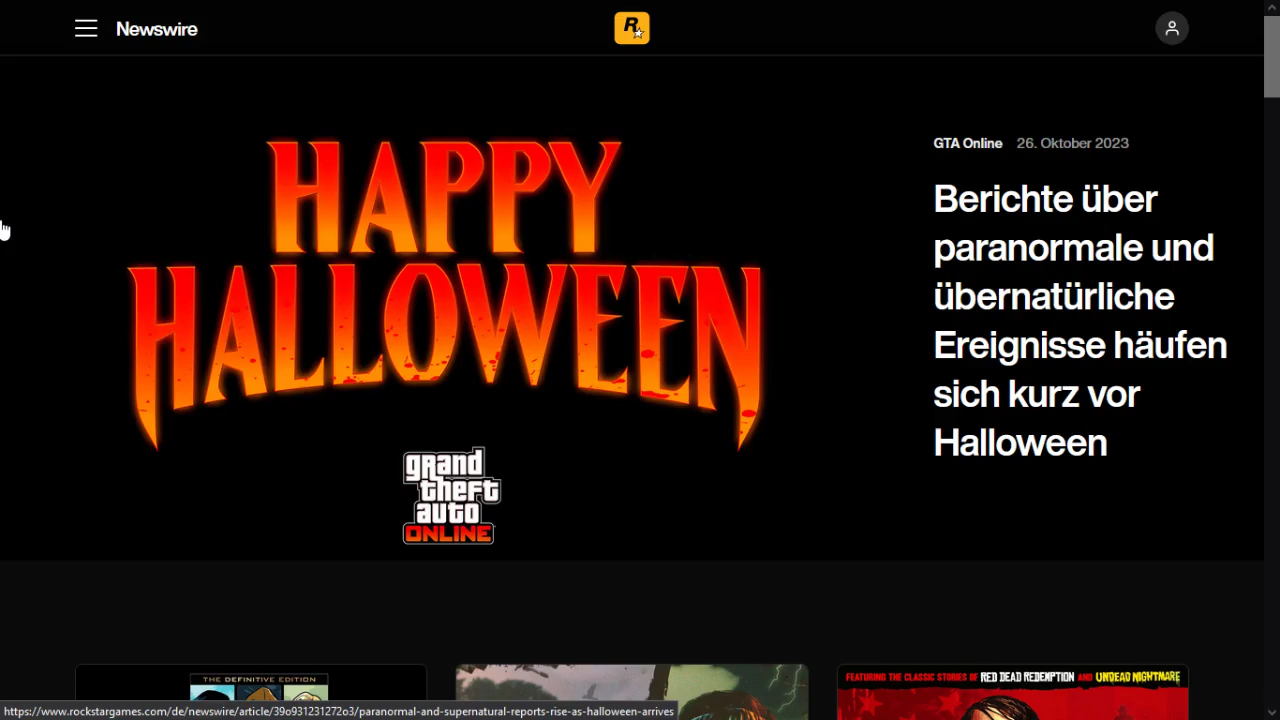 Newswire
R
HAPPY
HALLOWEEN
grand
theft
auto
ONLINE
GTA Online 26. Oktober 2023
Berichte über
paranormale und
übernatürliche
Ereignisse häufen
sich kurz vor
Halloween
THE DEFINITIVE EDITION
FEATURING THE CLASSIC STORIES OF RED DEAD REDEMPTION AND UNDEAD NIGHTMARE
https://www.rockstargames.com/de/newswire/article/39o931231272o3/paranormal-and-supernatural-reports-rise-as-halloween-arrives